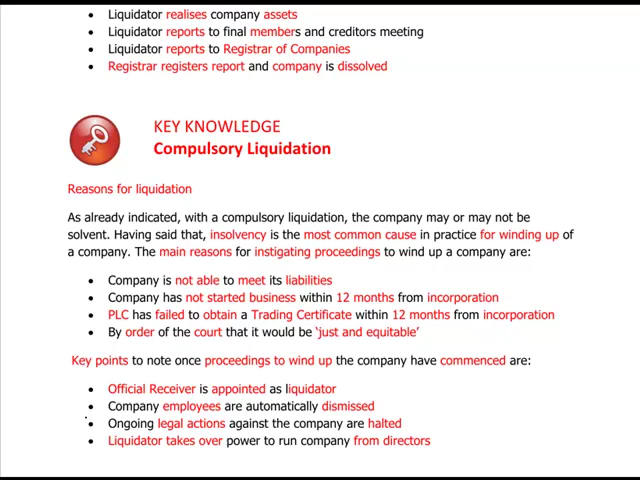 Liquidator realises company assets
Liquidator reports to final members and creditors meeting
Liquidator reports to Registrar of Companies
Registrar registers report and company is dissolved
KEY KNOWLEDGE
Compulsory Liquidation
Reasons for liquidation
As already indicated, with a compulsory liquidation, the company may or may not be
solvent. Having said that, insolvency is the most common cause in practice for winding up of
a company. The main reasons for instigating proceedings to wind up a company are:
Company is not able to meet its liabilities
Company has not started business within 12 months from incorporation
PLC has failed to obtain a Trading Certificate within 12 months from incorporation
By order of the court that it would be ‘just and equitable’
Key points to note once proceedings to wind up the company have commenced are:
Official Receiver is appointed as liquidator
Company employees are automatically dismissed
Ongoing legal actions against the company are halted
Liquidator takes over power to run company from directors